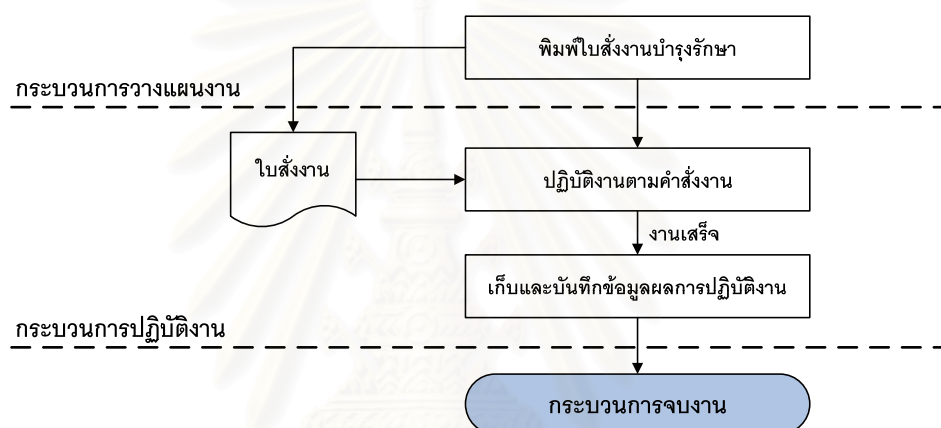 พิมพ์ใบสั่งงานบำรุงรักษา
กระบวนการวางแผนงาน
ใบสั่งงาน
ปฏิบัติงานตามคำสั่งงาน
งานเสร็จ
เก็บและบันทึกข้อมูลผลการปฏิบัติงาน
กระบวนการปฏิบัติงาน
กระบวนการจบงาน